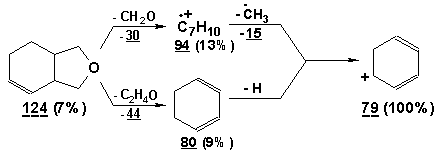 - CH₂O
- 30
C₇H₁₀
·+
94 (13%)
- CH₃
- 15
O
124 (7%)
- C₂H₄O
- 44
80 (9%)
- H
+
79 (100%)